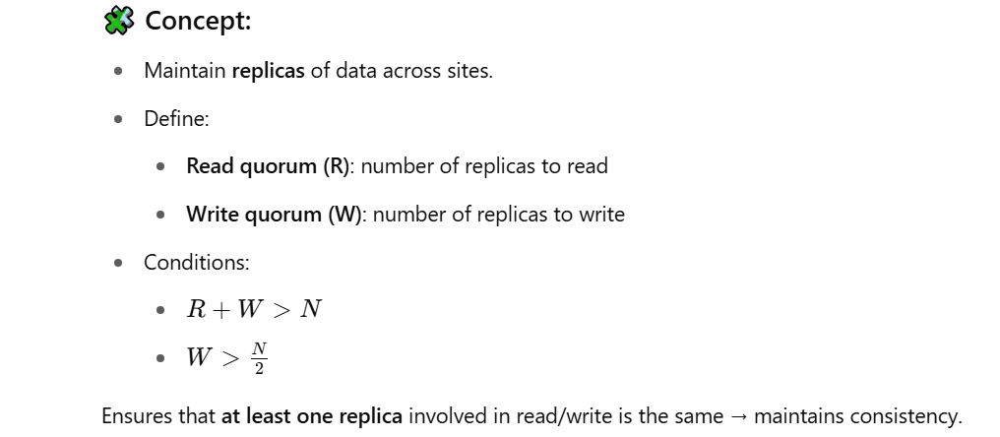 Concept:
Maintain replicas of data across sites.
Define:
Read quorum (R): number of replicas to read
Write quorum (W): number of replicas to write
Conditions:
R + W > N
W > N/2
Ensures that at least one replica involved in read/write is the same → maintains consistency.